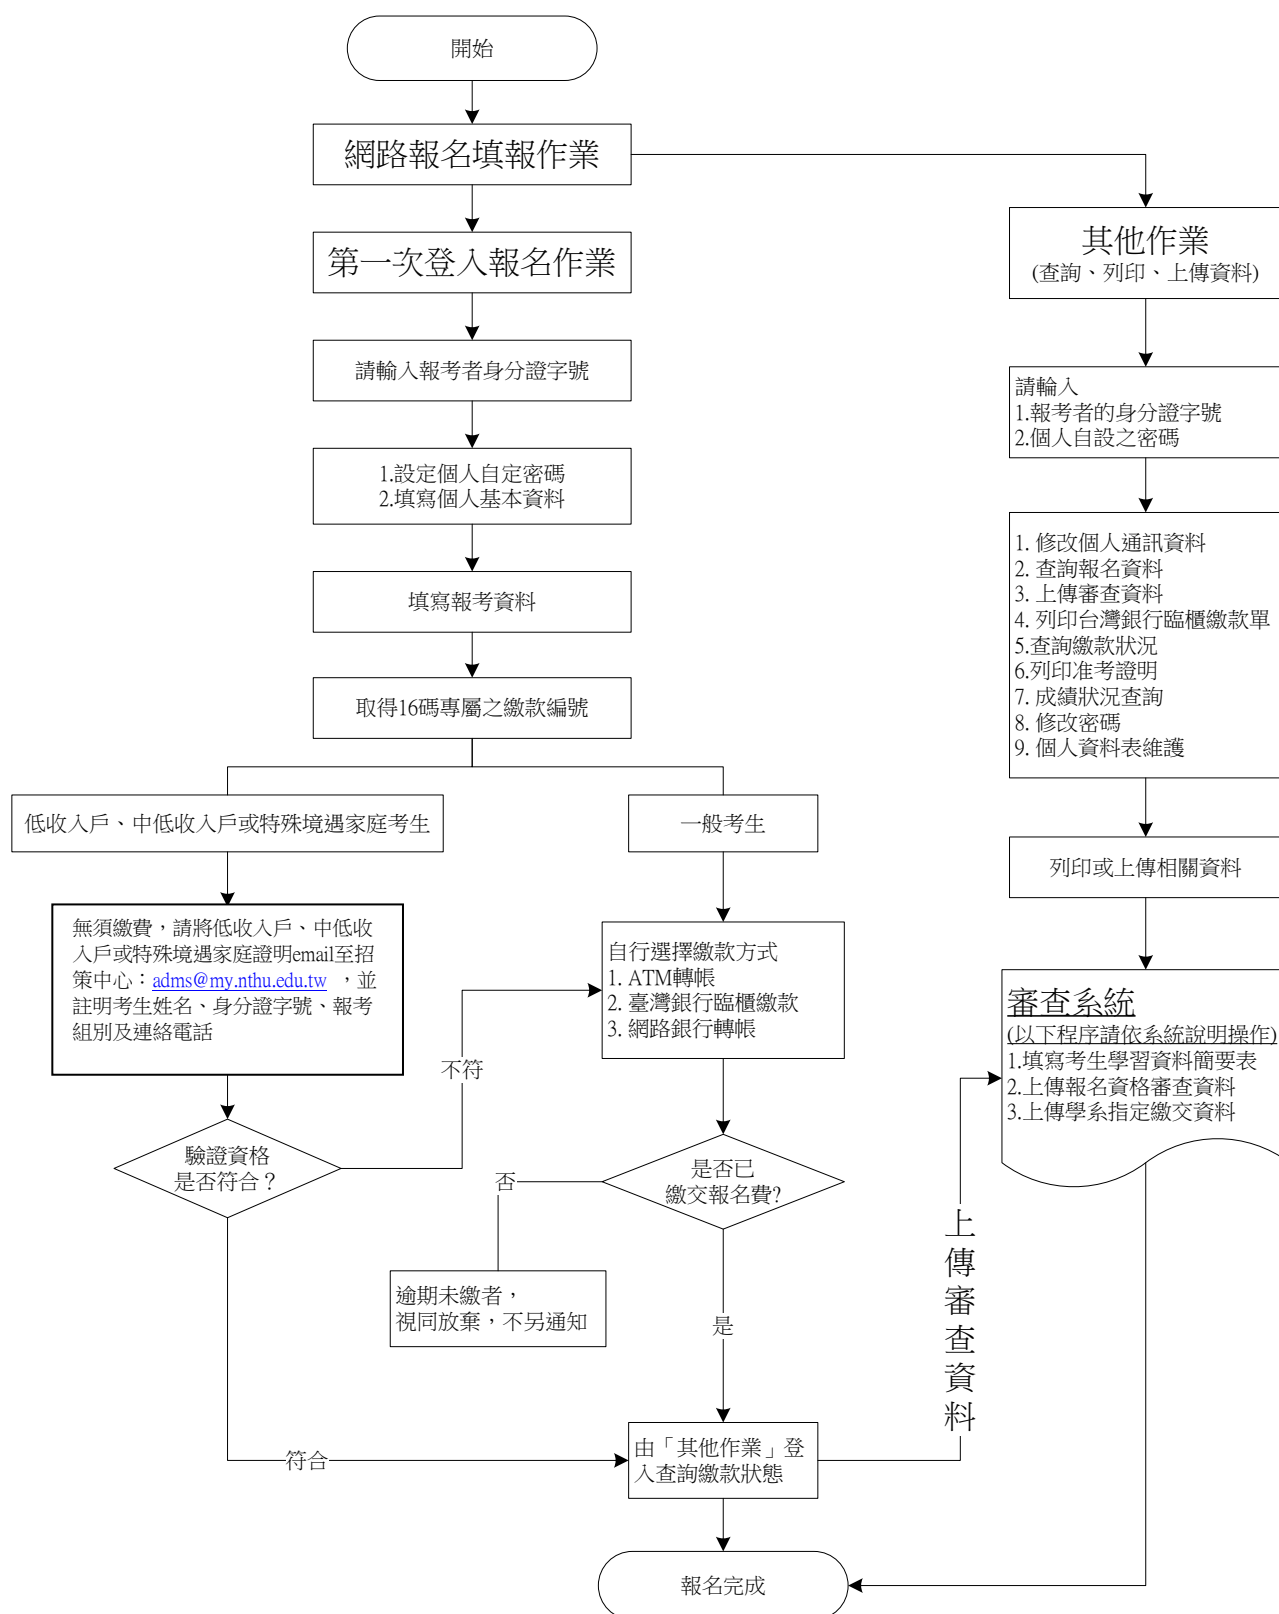 開始
網路報名填報作業
第一次登入報名作業
請輸入報考者身分證字號
1.設定個人自定密碼
2.填寫個人基本資料
填寫報考資料
取得16碼專屬之繳款編號
低收入戶、中低收入戶或特殊境遇家庭考生
一般考生
無須繳費，請將低收入戶、中低收
入戶或特殊境遇家庭證明email至招
策中心：adms@my.nthu.edu.tw ，並
註明考生姓名、身分證字號、報考
組別及連絡電話
自行選擇繳款方式
1. ATM轉帳
2. 臺灣銀行臨櫃繳款
3. 網路銀行轉帳
不符
驗證資格
是否符合？
是否已
繳交報名費?
否
逾期未繳者，
視同放棄，不另通知
是
符合
由「其他作業」登
入查詢繳款狀態
報名完成
上傳審查資料
其他作業
(查詢、列印、上傳資料)
請輸入
1.報考者的身分證字號
2.個人自設之密碼
1. 修改個人通訊資料
2. 查詢報名資料
3. 上傳審查資料
4. 列印台灣銀行臨櫃繳款單
5.查詢繳款狀況
6.列印准考證明
7. 成績狀況查詢
8. 修改密碼
9. 個人資料表維護
列印或上傳相關資料
審查系統
(以下程序請依系統說明操作)
1.填寫考生學習資料簡要表
2.上傳報名資格審查資料
3.上傳學系指定繳交資料